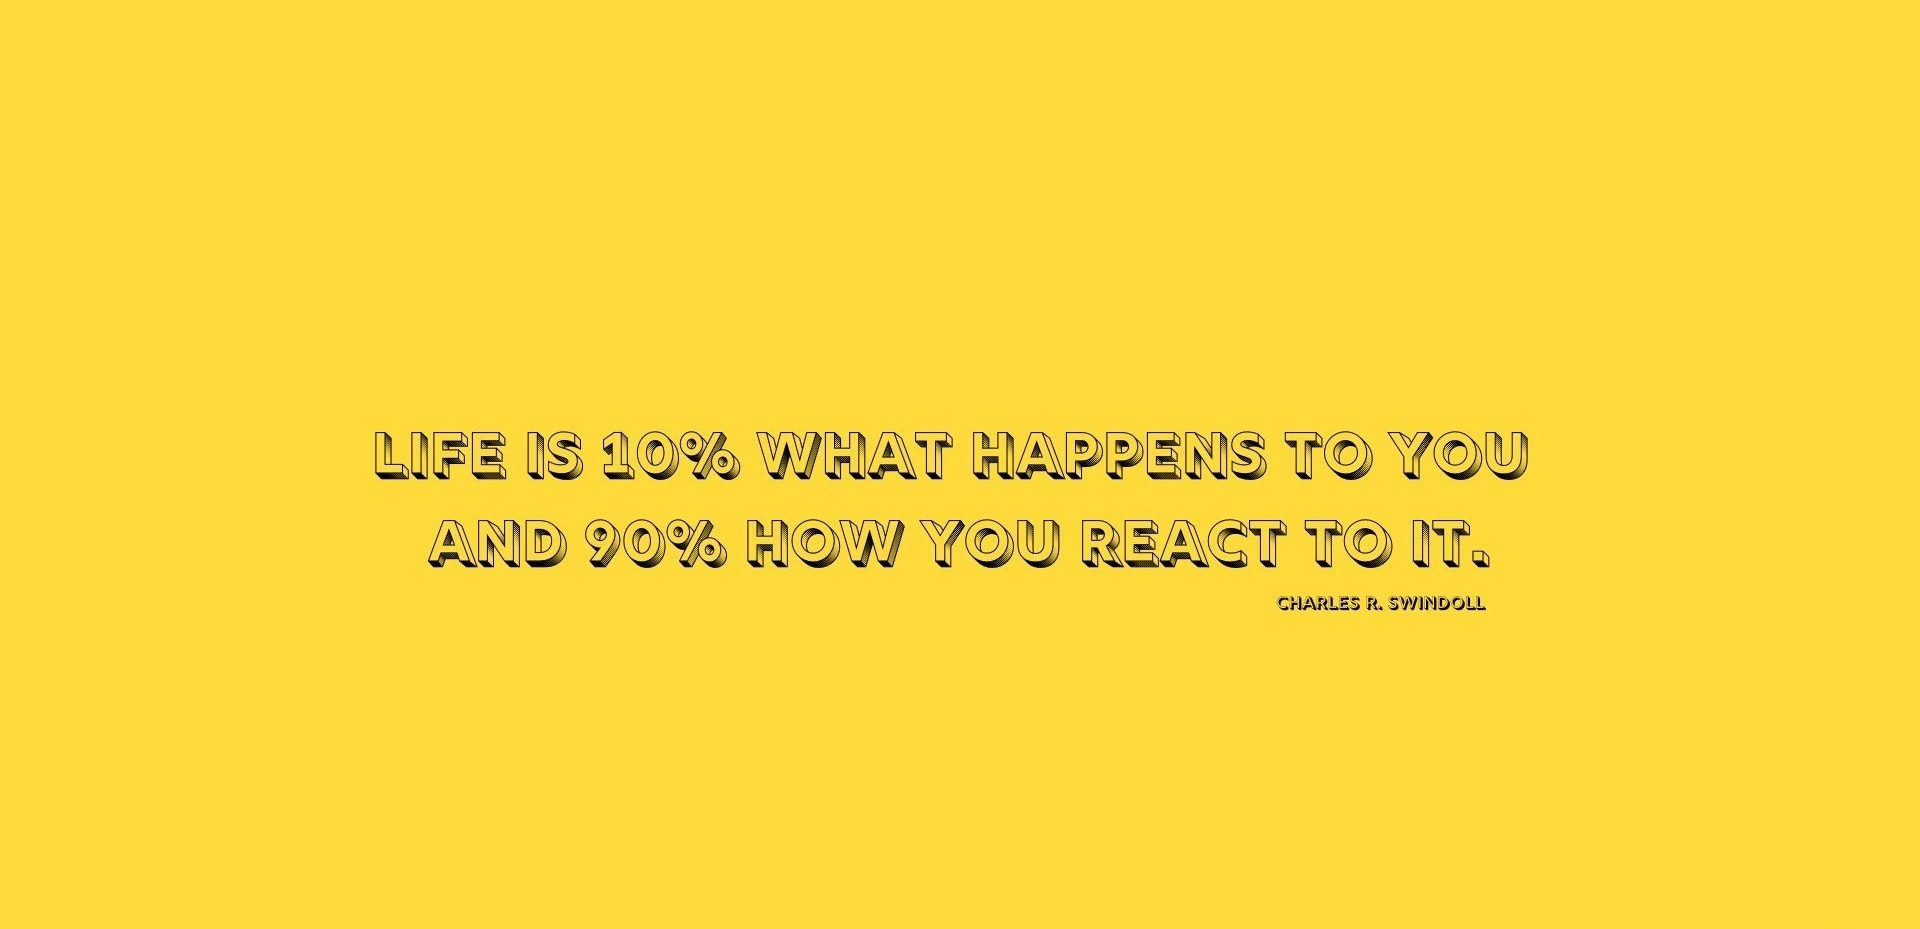 LIFE IS 10% WHAT HAPPENS TO YOU
AND 90% HOW YOU REACT TO IT.
CHARLES R. SWINDOLL